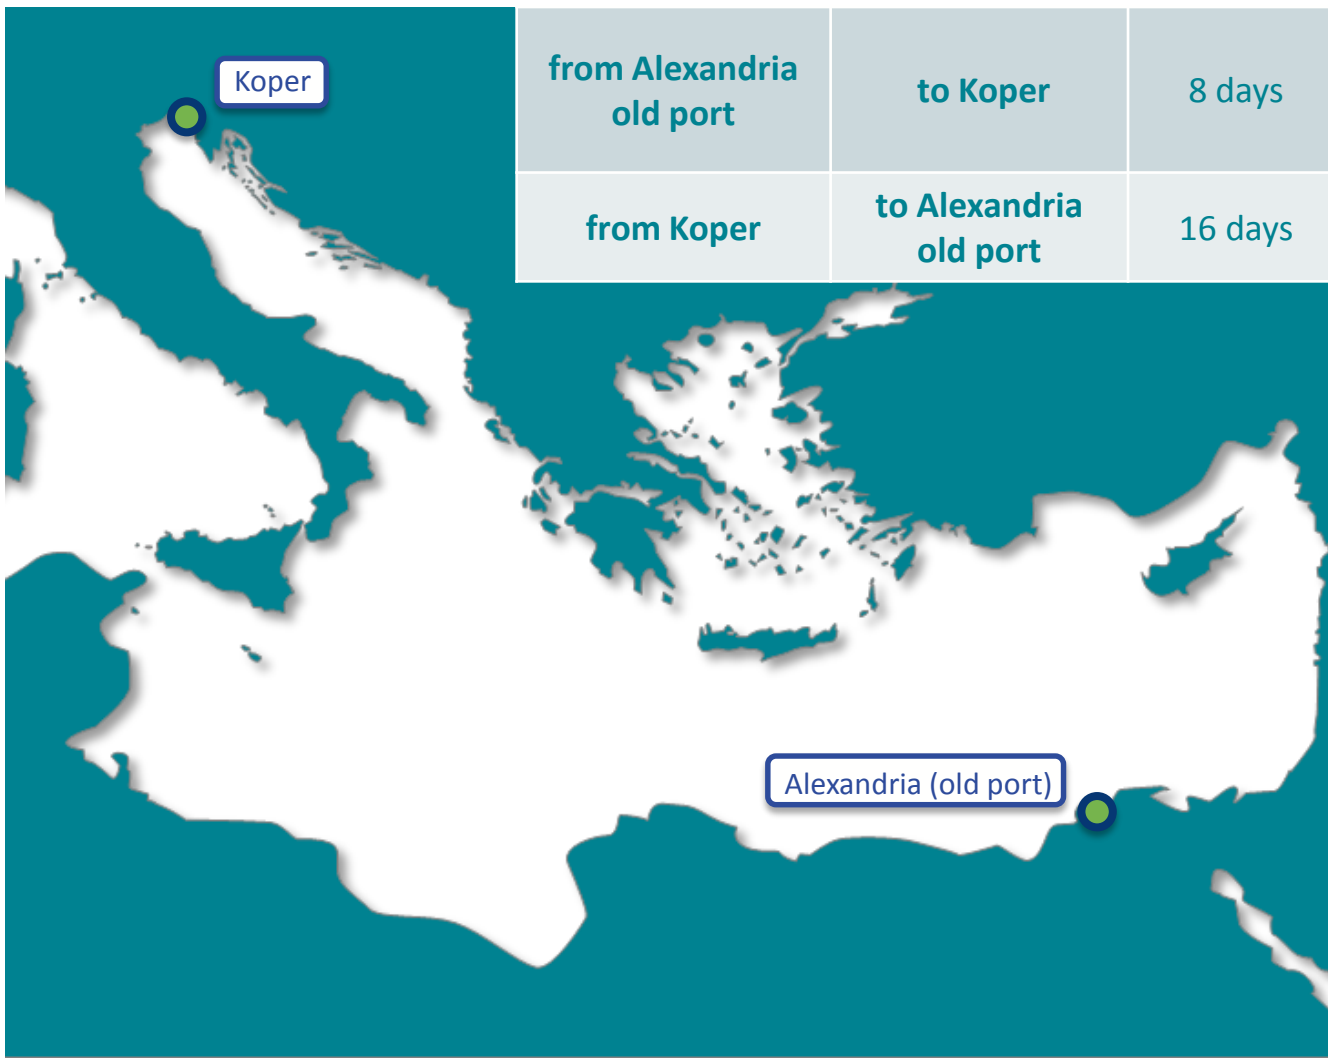 Koper
from Alexandria
old port
to Koper
8 days
from Koper
to Alexandria
old port
16 days
Alexandria (old port)